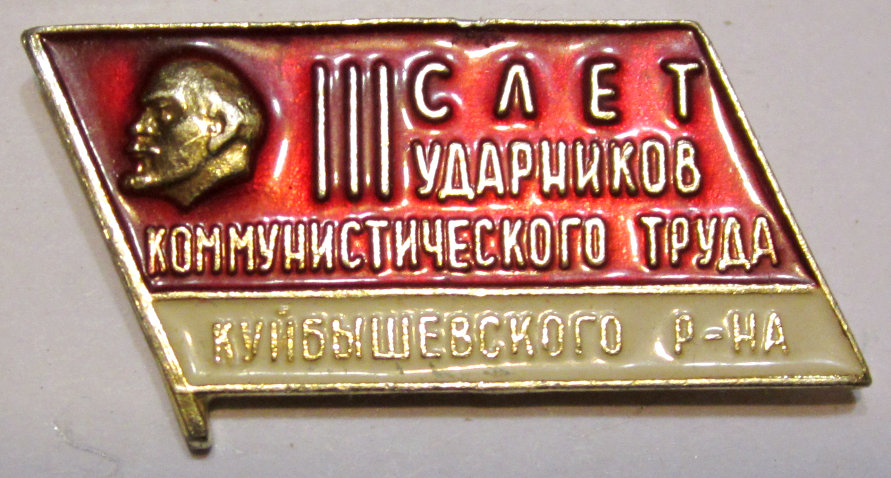 III СЛЕТ
УДАРНИКОВ
КОММУНИСТИЧЕСКОГО ТРУДА
КУЙБЫШЕВСКОГО Р-НА